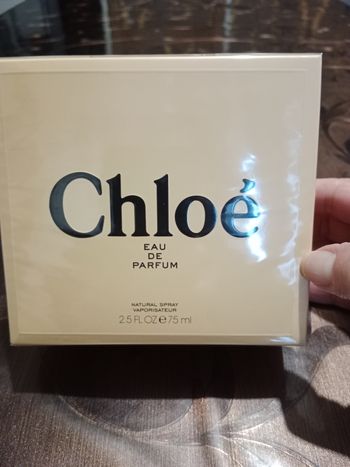 Chloé
EAU
DE
PARFUM
NATURAL SPRAY
VAPORISATEUR
2.5 FL.OZ ℮ 75 ml